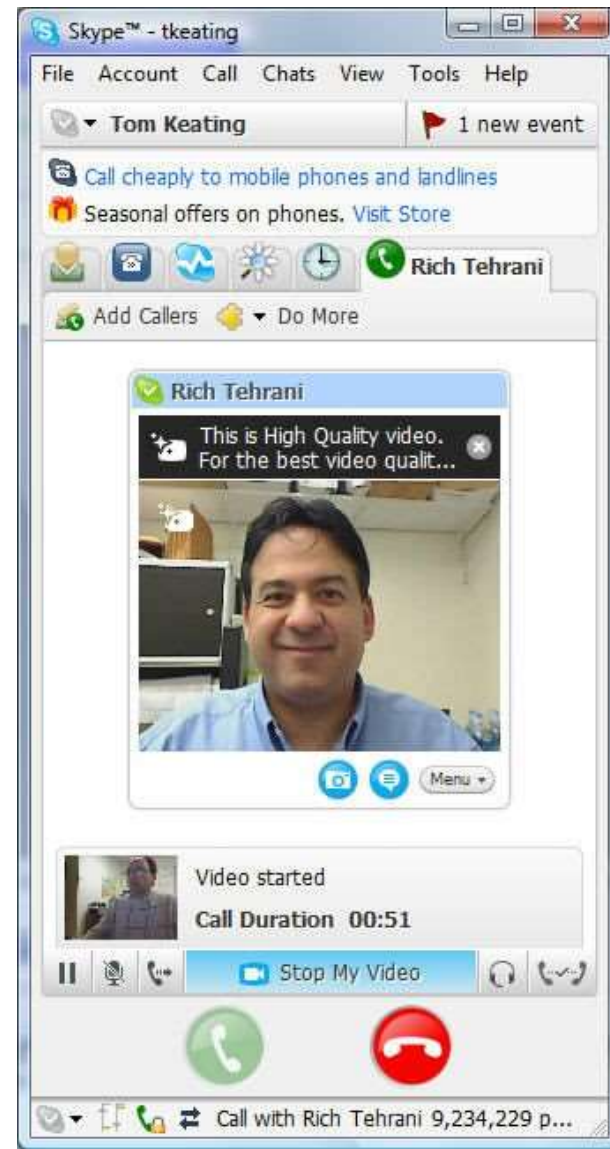 Skype™ - tkeating
File Account Call Chats View Tools Help
Tom Keating 1 new event
Call cheaply to mobile phones and landlines
Seasonal offers on phones. Visit Store
Rich Tehrani
Add Callers Do More
Rich Tehrani
This is High Quality video.
For the best video qualit...
Menu
Video started
Call Duration 00:51
Stop My Video
Call with Rich Tehrani 9,234,229 p...